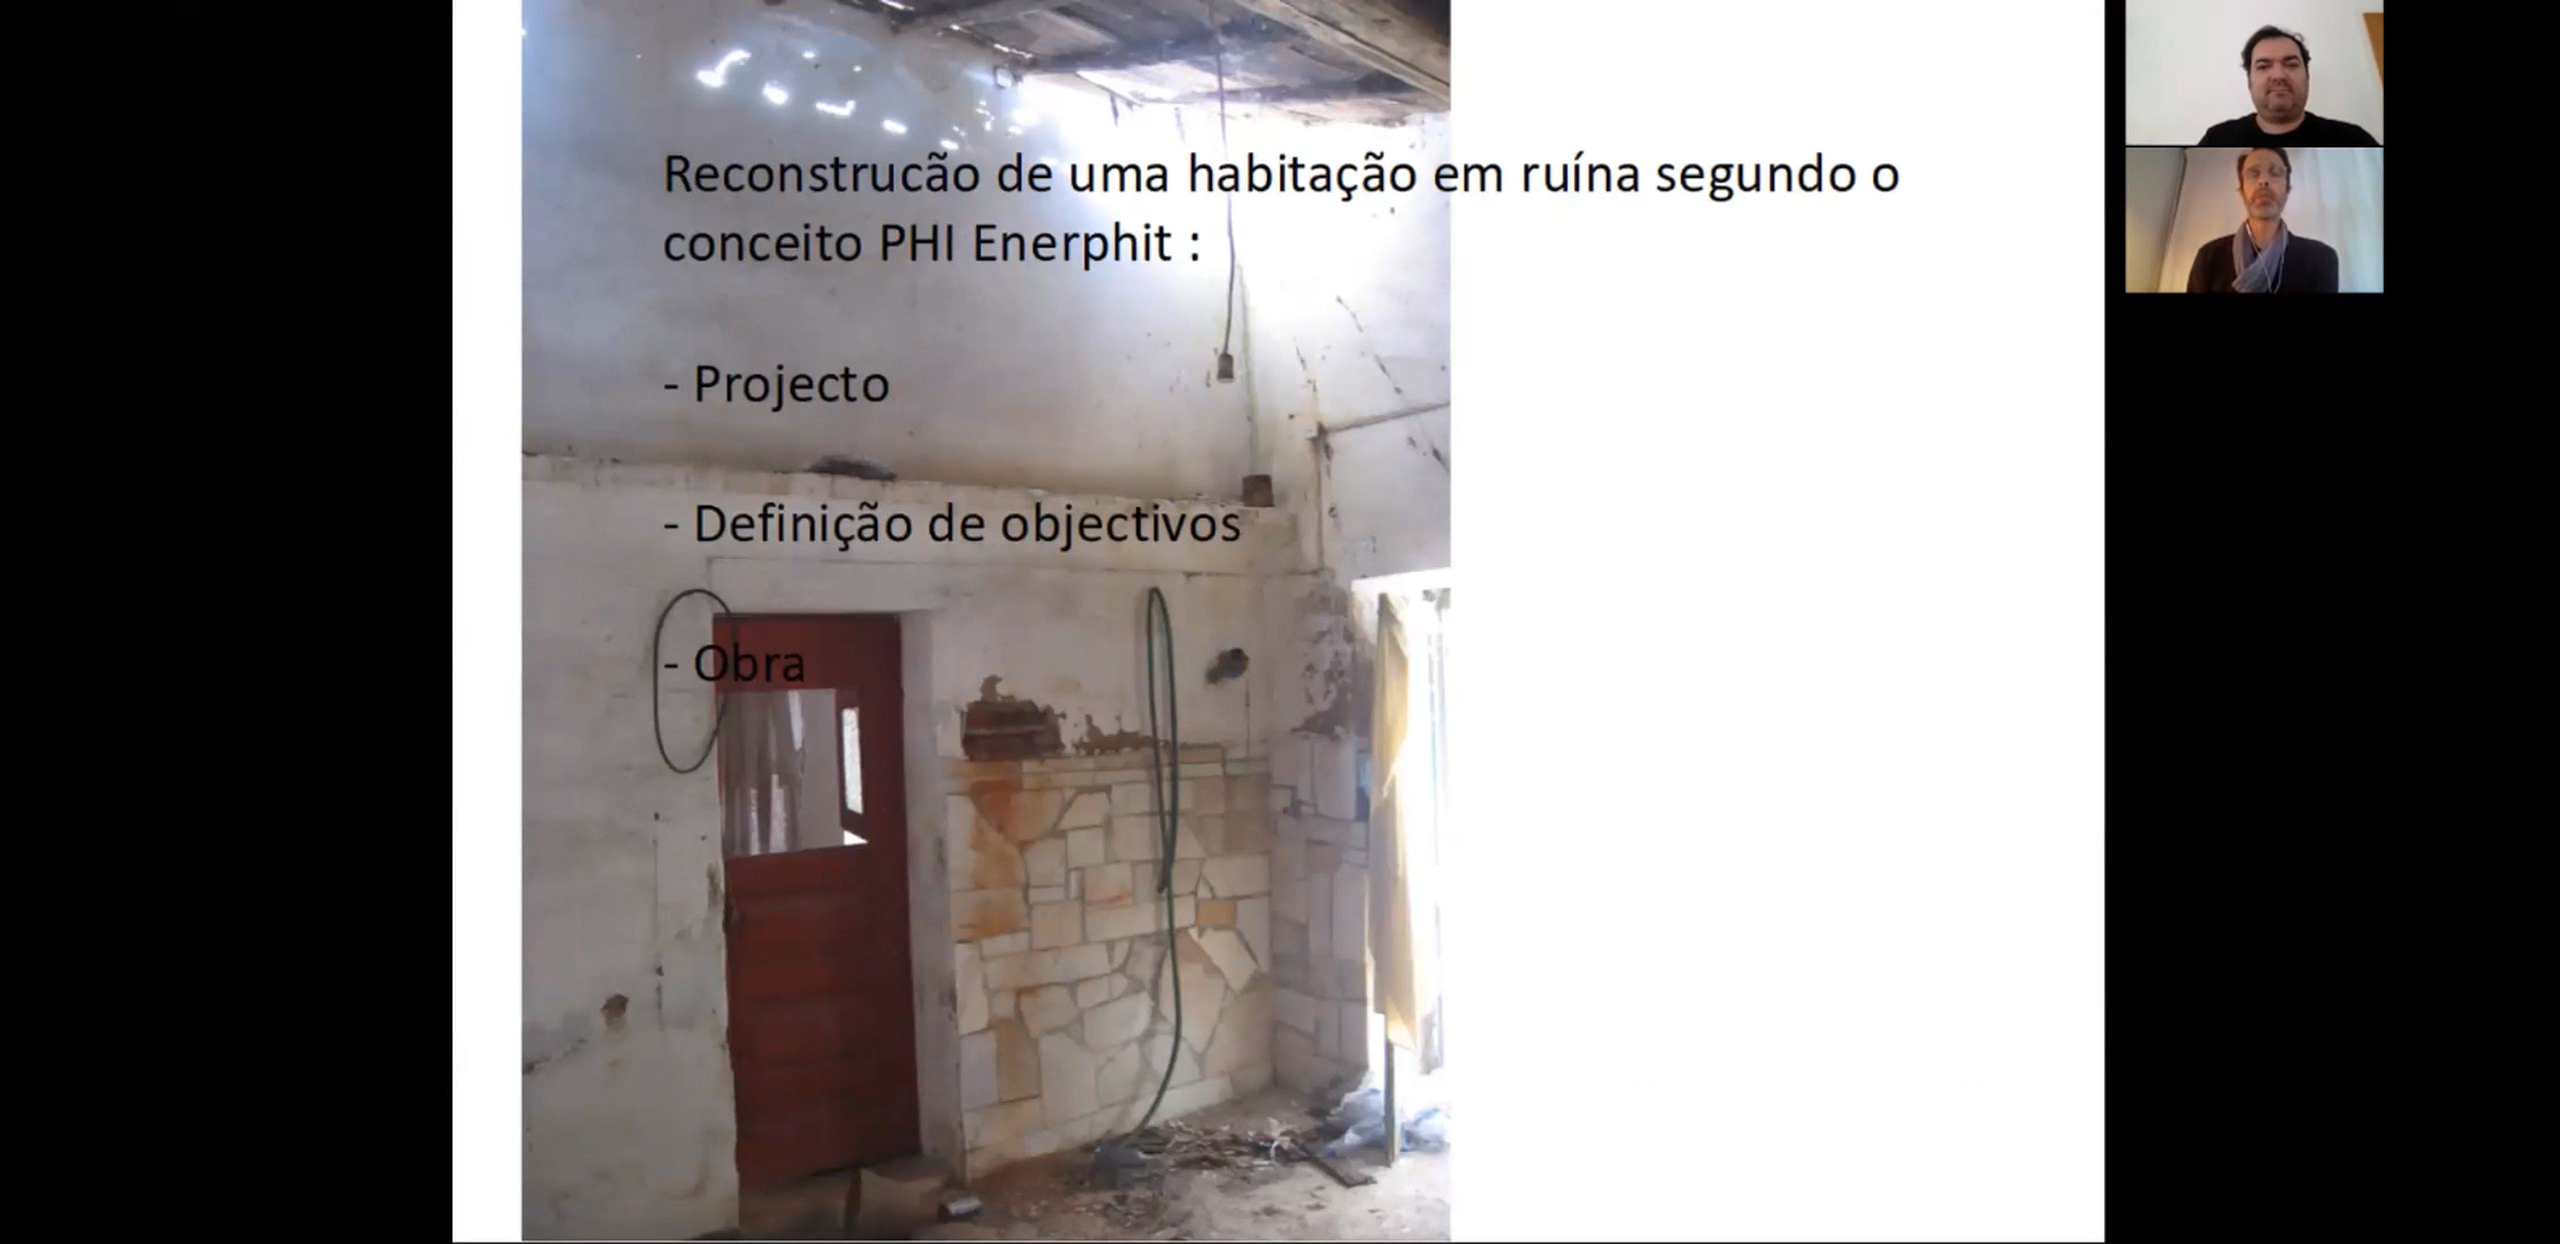 Reconstrucão de uma habitação em ruína segundo o
conceito PHI Enerphit :
- Projecto
- Definição de objectivos
- Obra